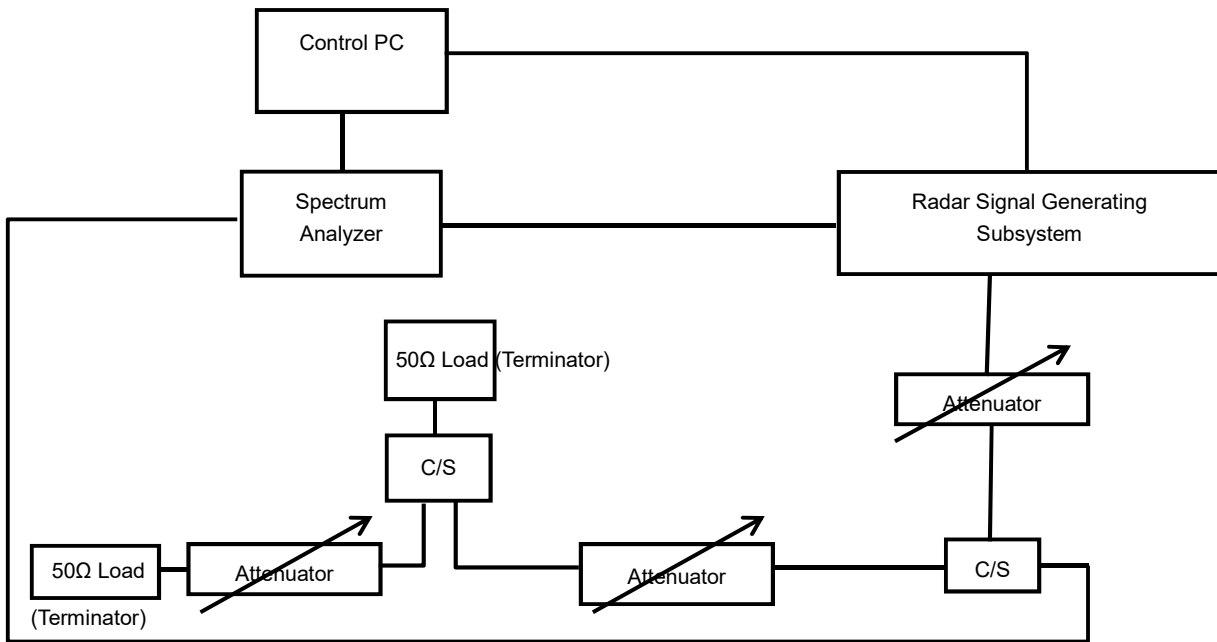 Control PC
Spectrum
Analyzer
Radar Signal Generating
Subsystem
50Ω Load (Terminator)
Attenuator
C/S
50Ω Load
(Terminator)
Attenuator
Attenuator
C/S